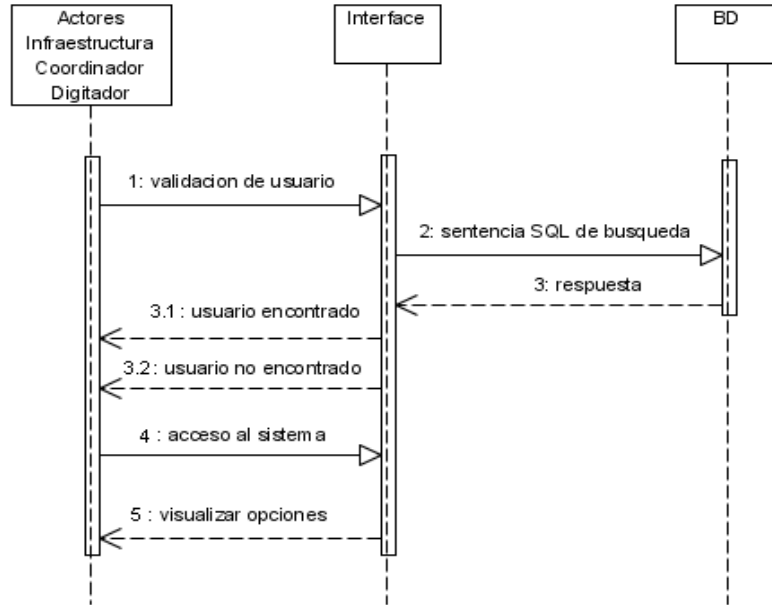 Actores
Infraestructura
Coordinador
Digitador
Interface
BD
1: validacion de usuario
2: sentencia SQL de busqueda
3: respuesta
3.1 : usuario encontrado
3.2: usuario no encontrado
4 : acceso al sistema
5 : visualizar opciones